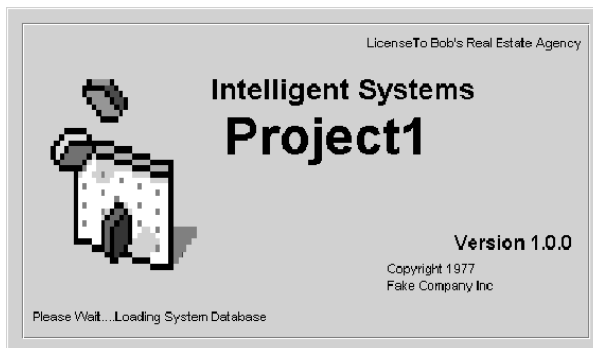 LicenseTo Bob's Real Estate Agency
Intelligent Systems
Project1
Version 1.0.0
Copyright 1977
Fake Company Inc
Please Wait....Loading System Database